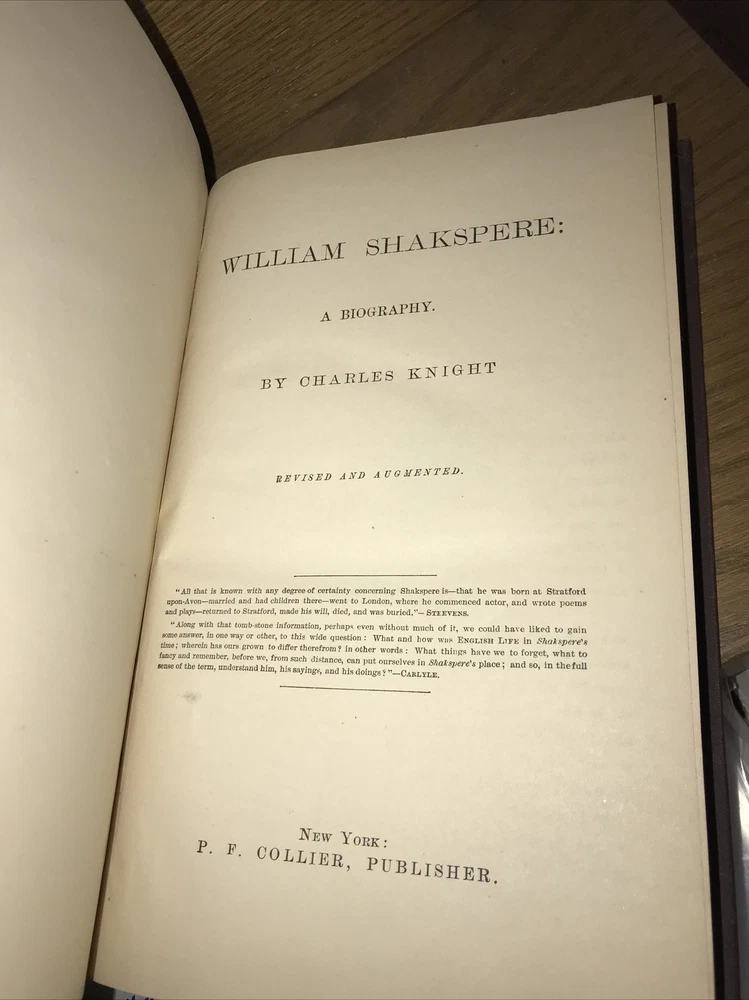 WILLIAM SHAKSPERE:
A BIOGRAPHY.
BY CHARLES KNIGHT
REVISED AND AUGMENTED.
"All that is known with any degree of certainty concerning Shakspere is—that he was born at Stratford
upon-Avon—married and had children there—went to London, where he commenced actor, and wrote poems
and plays—returned to Stratford, made his will, died, and was buried."—STEEVENS.
"Along with that tomb-stone information, perhaps even without much of it, we could have liked to gain
some answer, in one way or other, to this wide question: What and how was ENGLISH LIFE in Shakspere's
time; wherein has ours grown to differ therefrom? in other words: What things have we to forget, what to
fancy and remember, before we, from such distance, can put ourselves in Shakspere's place; and so, in the full
sense of the term, understand him, his sayings, and his doings?"—CARLYLE.
NEW YORK:
P. F. COLLIER, PUBLISHER.